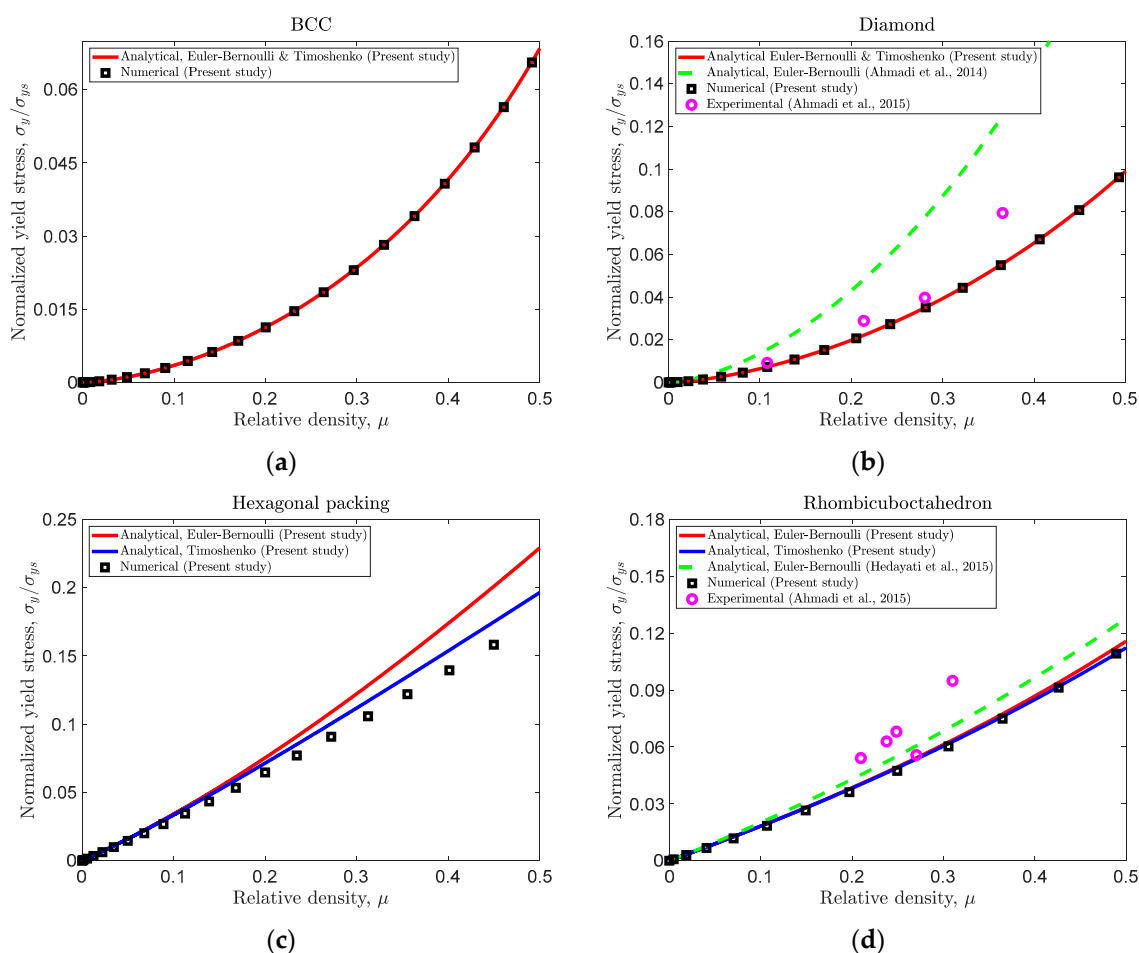 BCC
Analytical, Euler-Bernoulli & Timoshenko (Present study)
Numerical (Present study)
Normalized yield stress, σy/σys
0.06
0.045
0.03
0.015
0
0 0.1 0.2 0.3 0.4 0.5
Relative density, μ
(a)
Diamond
Analytical Euler-Bernoulli & Timoshenko (Present study)
Analytical, Euler-Bernoulli (Ahmadi et al., 2014)
Numerical (Present study)
Experimental (Ahmadi et al., 2015)
Normalized yield stress, σy/σys
0.16
0.14
0.12
0.1
0.08
0.06
0.04
0.02
0
0 0.1 0.2 0.3 0.4 0.5
Relative density, μ
(b)
Hexagonal packing
Analytical, Euler-Bernoulli (Present study)
Analytical, Timoshenko (Present study)
Numerical (Present study)
Normalized yield stress, σy/σys
0.25
0.2
0.15
0.1
0.05
0
0 0.1 0.2 0.3 0.4 0.5
Relative density, μ
(c)
Rhombicuboctahedron
Analytical, Euler-Bernoulli (Present study)
Analytical, Timoshenko (Present study)
Analytical, Euler-Bernoulli (Hedayati et al., 2015)
Numerical (Present study)
Experimental (Ahmadi et al., 2015)
Normalized yield stress, σy/σys
0.18
0.15
0.12
0.09
0.06
0.03
0
0 0.1 0.2 0.3 0.4 0.5
Relative density, μ
(d)